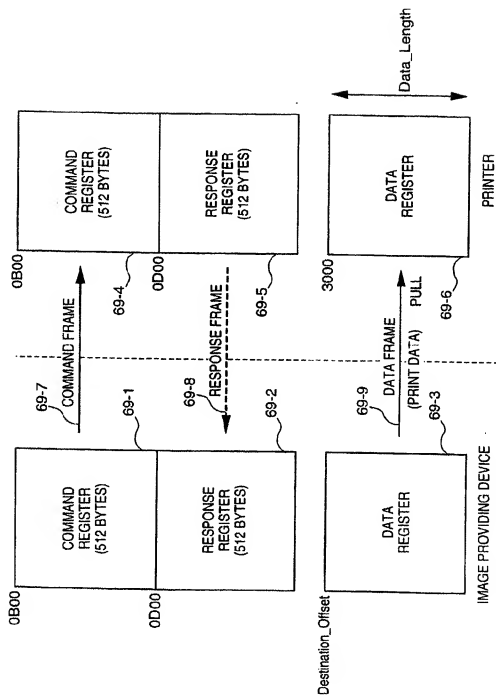 0B00
COMMAND
REGISTER
(512 BYTES)
69-1
0D00
RESPONSE
REGISTER
(512 BYTES)
69-2
Destination_Offset
DATA
REGISTER
69-3
IMAGE PROVIDING DEVICE
69-7
COMMAND FRAME
69-8
RESPONSE FRAME
69-9
DATA FRAME
(PRINT DATA)
PULL
0B00
COMMAND
REGISTER
(512 BYTES)
69-4
0D00
RESPONSE
REGISTER
(512 BYTES)
69-5
3000
DATA
REGISTER
69-6
Data_Length
PRINTER